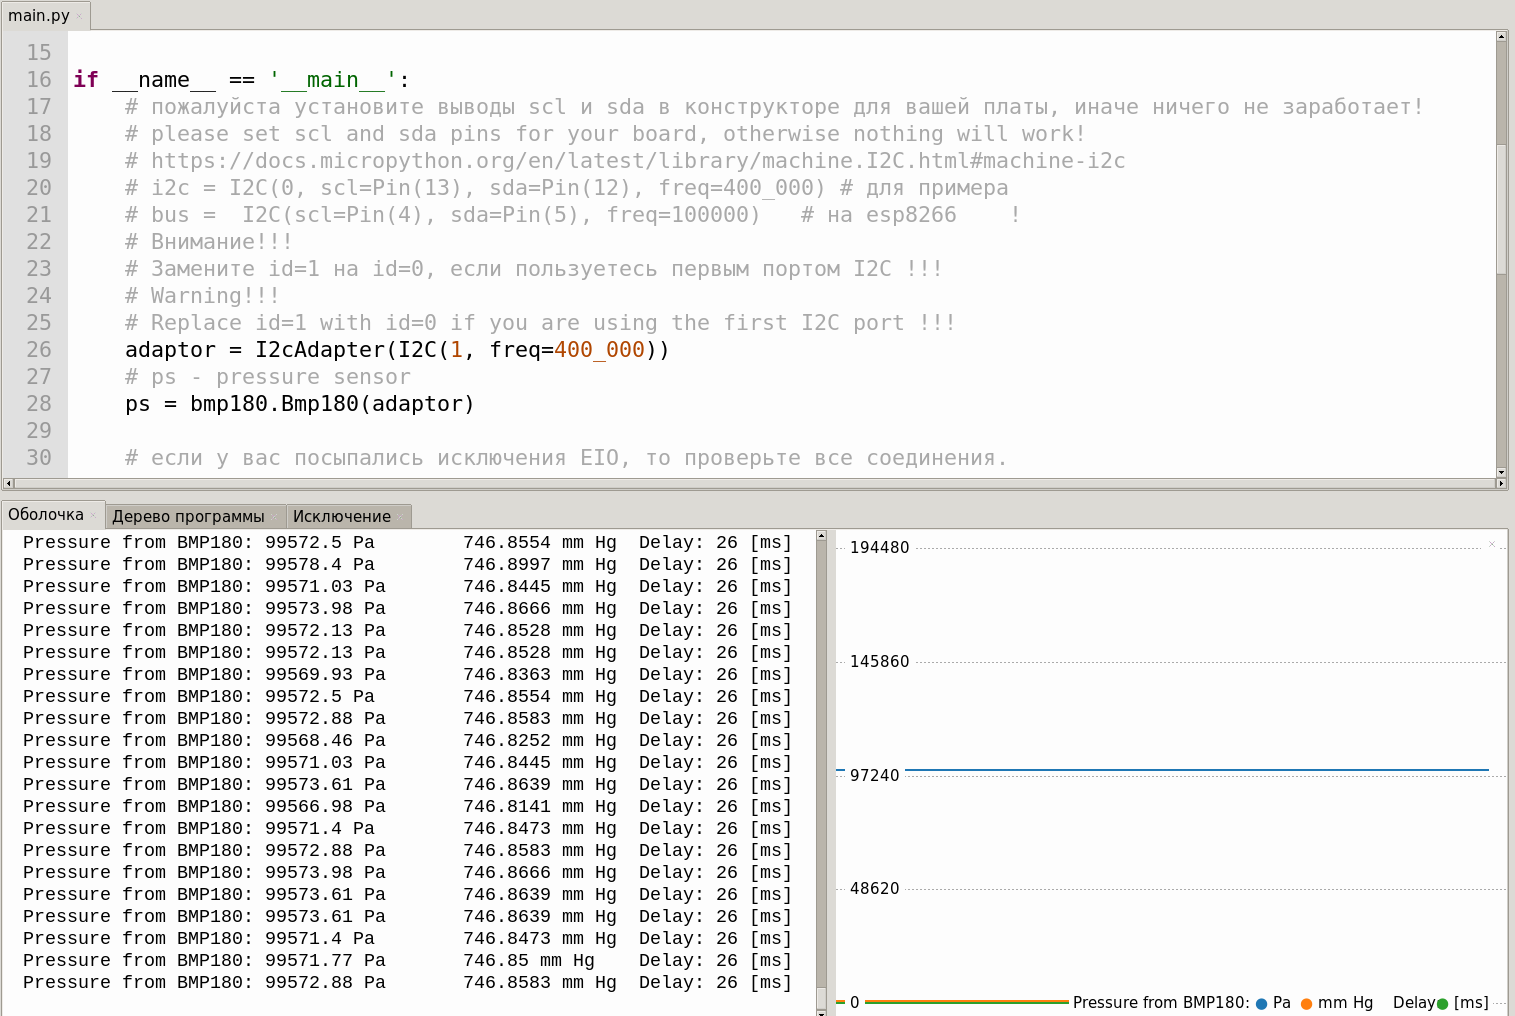 main.py
15
16 if __name__ == '__main__':
17 # пожалуйста установите выводы scl и sda в конструкторе для вашей платы, иначе ничего не заработает!
18 # please set scl and sda pins for your board, otherwise nothing will work!
19 # https://docs.micropython.org/en/latest/library/machine.I2C.html#machine-i2c
20 # i2c = I2C(0, scl=Pin(13), sda=Pin(12), freq=400_000) # для примера
21 # bus =  I2C(scl=Pin(4), sda=Pin(5), freq=100000)   # на esp8266    !
22 # Внимание!!!
23 # Замените id=1 на id=0, если пользуетесь первым портом I2C !!!
24 # Warning!!!
25 # Replace id=1 with id=0 if you are using the first I2C port !!!
26 adaptor = I2cAdapter(I2C(1, freq=400_000))
27 # ps - pressure sensor
28 ps = bmp180.Bmp180(adaptor)
29
30 # если у вас посыпались исключения EIO, то проверьте все соединения.
Оболочка Дерево программы Исключение
Pressure from BMP180: 99572.5 Pa 746.8554 mm Hg Delay: 26 [ms]
Pressure from BMP180: 99578.4 Pa 746.8997 mm Hg Delay: 26 [ms]
Pressure from BMP180: 99571.03 Pa 746.8445 mm Hg Delay: 26 [ms]
Pressure from BMP180: 99573.98 Pa 746.8666 mm Hg Delay: 26 [ms]
Pressure from BMP180: 99572.13 Pa 746.8528 mm Hg Delay: 26 [ms]
Pressure from BMP180: 99572.13 Pa 746.8528 mm Hg Delay: 26 [ms]
Pressure from BMP180: 99569.93 Pa 746.8363 mm Hg Delay: 26 [ms]
Pressure from BMP180: 99572.5 Pa 746.8554 mm Hg Delay: 26 [ms]
Pressure from BMP180: 99572.88 Pa 746.8583 mm Hg Delay: 26 [ms]
Pressure from BMP180: 99568.46 Pa 746.8252 mm Hg Delay: 26 [ms]
Pressure from BMP180: 99571.03 Pa 746.8445 mm Hg Delay: 26 [ms]
Pressure from BMP180: 99573.61 Pa 746.8639 mm Hg Delay: 26 [ms]
Pressure from BMP180: 99566.98 Pa 746.8141 mm Hg Delay: 26 [ms]
Pressure from BMP180: 99571.4 Pa 746.8473 mm Hg Delay: 26 [ms]
Pressure from BMP180: 99572.88 Pa 746.8583 mm Hg Delay: 26 [ms]
Pressure from BMP180: 99573.98 Pa 746.8666 mm Hg Delay: 26 [ms]
Pressure from BMP180: 99573.61 Pa 746.8639 mm Hg Delay: 26 [ms]
Pressure from BMP180: 99573.61 Pa 746.8639 mm Hg Delay: 26 [ms]
Pressure from BMP180: 99571.4 Pa 746.8473 mm Hg Delay: 26 [ms]
Pressure from BMP180: 99571.77 Pa 746.85 mm Hg Delay: 26 [ms]
Pressure from BMP180: 99572.88 Pa 746.8583 mm Hg Delay: 26 [ms]
194480
145860
97240
48620
0 Pressure from BMP180: Pa mm Hg Delay [ms]